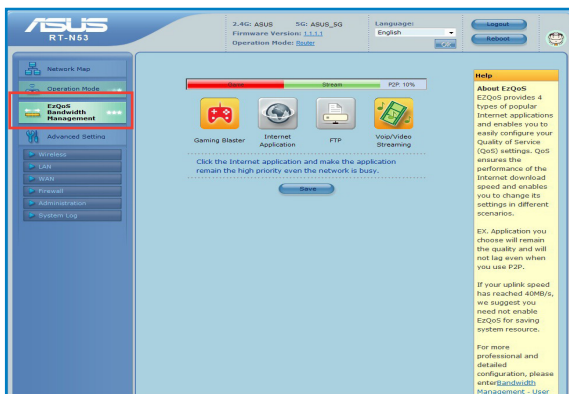 ASUS
RT-N53
2.4G: ASUS 5G: ASUS_5G
Firmware Version: 1.1.1.1
Operation Mode: Router
Language:
English
Logout
Reboot
Network Map
Operation Mode
EzQoS
Bandwidth
Management
Advanced Setting
Wireless
LAN
WAN
Firewall
Administration
System Log
Stream P2P: 10%
Gaming Blaster
Internet
Application
FTP
Voip/Video
Streaming
Click the Internet application and make the application
remain the high priority even the network is busy.
Save
Help
About EzQoS
EZQoS provides 4
types of popular
Internet applications
and enables you to
easily configure your
Quality of Service
(QoS) settings. QoS
ensures the
performance of the
Internet download
speed and enables
you to change its
settings in different
scenarios.
EX. Application you
choose will remain
the quality and will
not lag even when
you use P2P.
If your uplink speed
has reached 40MB/s,
we suggest you
need not enable
EzQoS for saving
system resource.
For more
professional and
detailed
configuration, please
enterBandwidth
Management - User